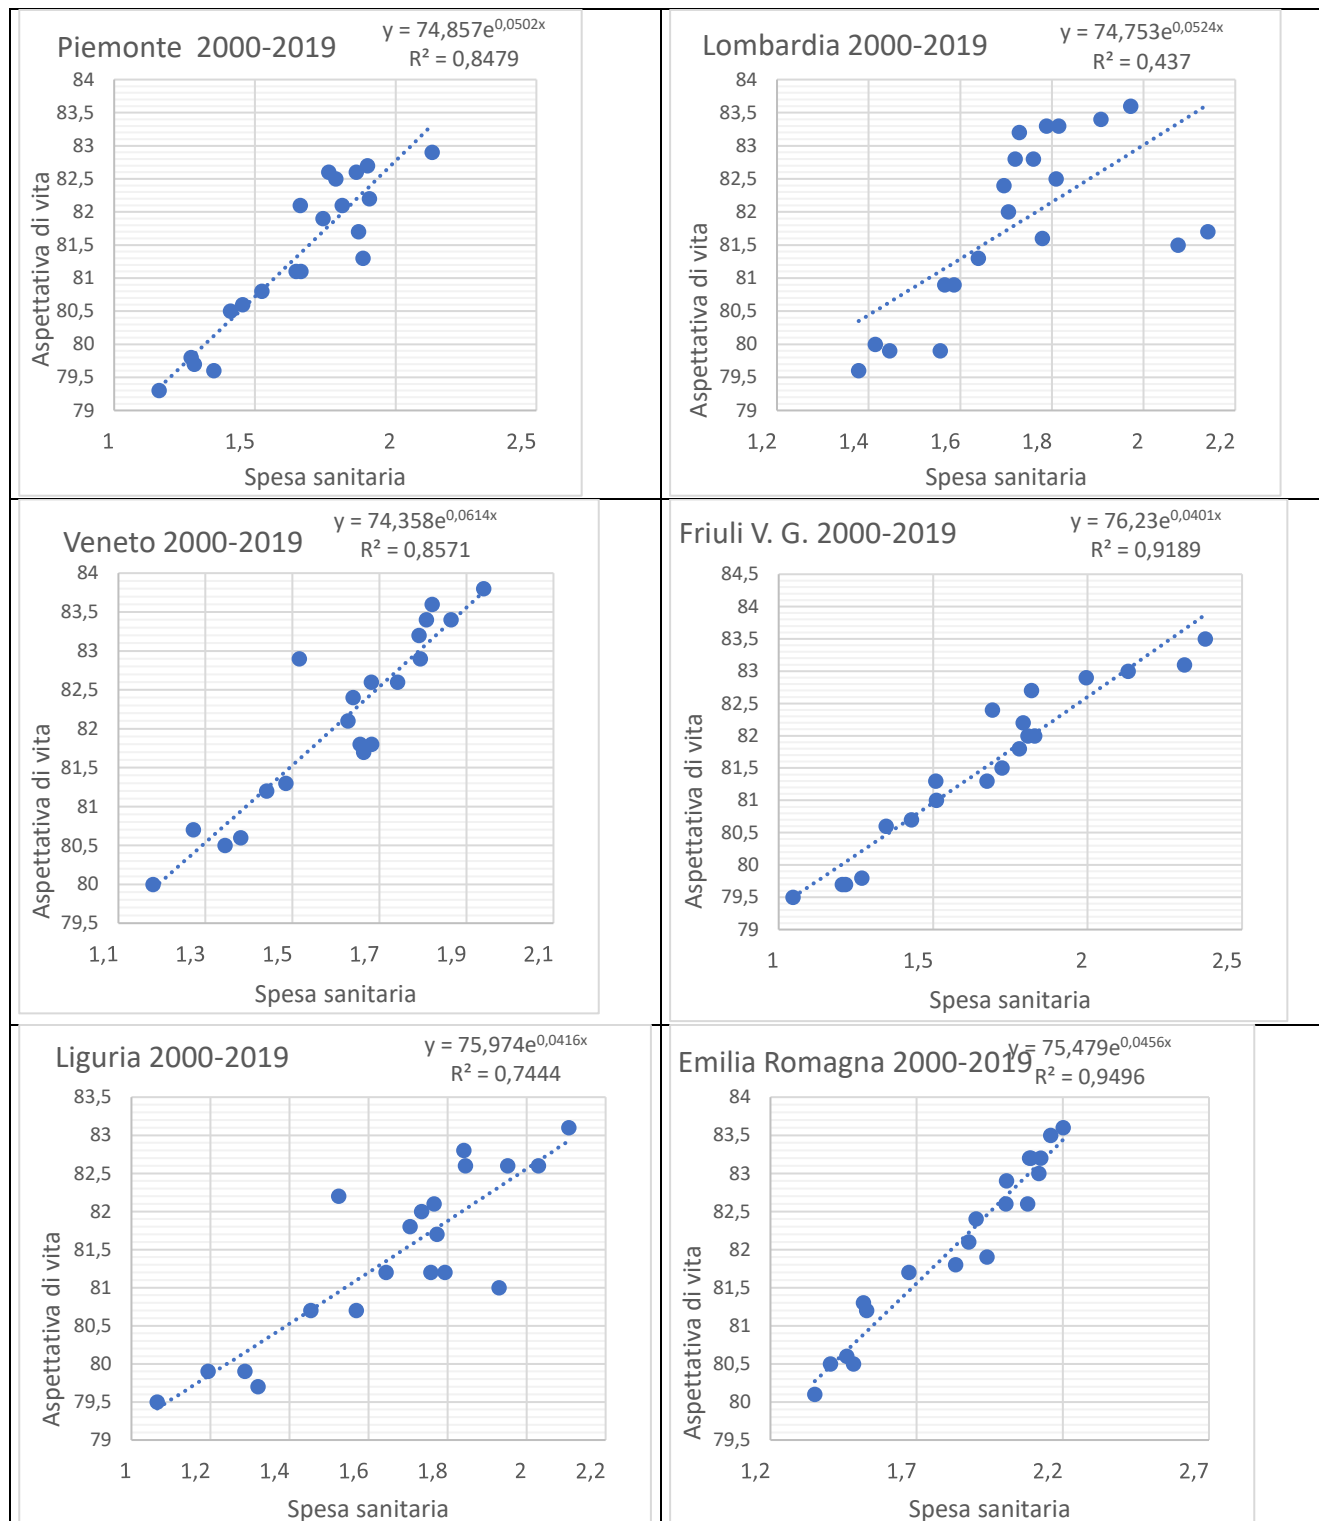 Piemonte 2000-2019
y = 74,857e^0,0502x
R² = 0,8479
84
83,5
83
82,5
82
81,5
81
80,5
80
79,5
79
Aspettativa di vita
1 1,5 2 2,5
Spesa sanitaria
Lombardia 2000-2019
y = 74,753e^0,0524x
R² = 0,437
84
83,5
83
82,5
82
81,5
81
80,5
80
79,5
79
Aspettativa di vita
1,2 1,4 1,6 1,8 2 2,2
Spesa sanitaria
Veneto 2000-2019
y = 74,358e^0,0614x
R² = 0,8571
84
83,5
83
82,5
82
81,5
81
80,5
80
79,5
Aspettativa di vita
1,1 1,3 1,5 1,7 1,9 2,1
Spesa sanitaria
Friuli V. G. 2000-2019
y = 76,23e^0,0401x
R² = 0,9189
84,5
84
83,5
83
82,5
82
81,5
81
80,5
80
79,5
79
Aspettativa di vita
1 1,5 2 2,5
Spesa sanitaria
Liguria 2000-2019
y = 75,974e^0,0416x
R² = 0,7444
83,5
83
82,5
82
81,5
81
80,5
80
79,5
79
Aspettativa di vita
1 1,2 1,4 1,6 1,8 2 2,2
Spesa sanitaria
Emilia Romagna 2000-2019
y = 75,479e^0,0456x
R² = 0,9496
84
83,5
83
82,5
82
81,5
81
80,5
80
79,5
Aspettativa di vita
1,2 1,7 2,2 2,7
Spesa sanitaria